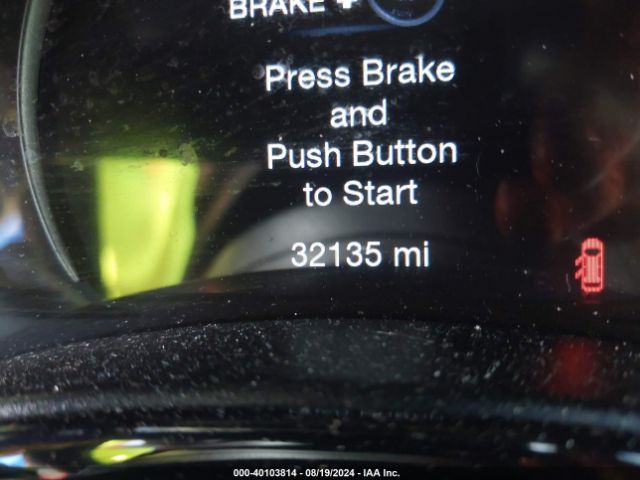 BRAKE +
Press Brake
and
Push Button
to Start
32135 mi
000-40103814 - 08/19/2024 - IAA Inc.